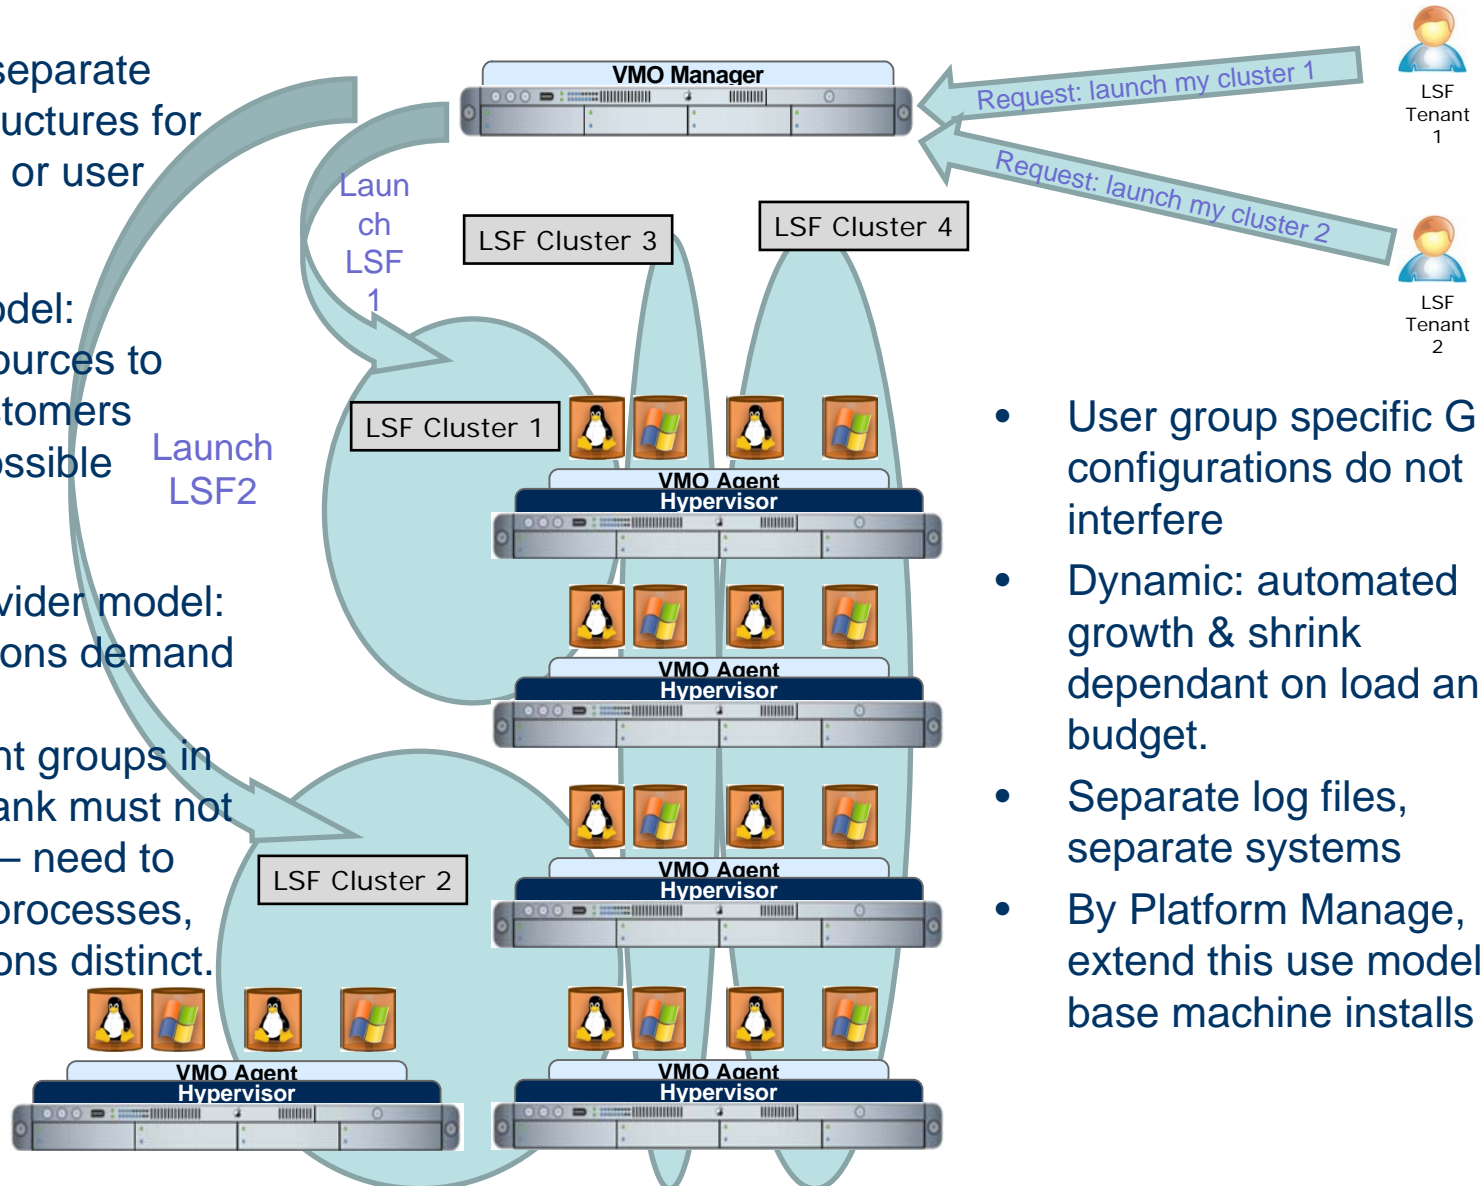 separate
uctures for
or user
odel:
ources to
stomers
ossible
vider model:
ons demand
nt groups in
ank must not
– need to
processes,
ons distinct.
VMO Manager
Request: launch my cluster 1
Request: launch my cluster 2
LSF
Tenant
1
LSF
Tenant
2
Laun
ch
LSF
1
Launch
LSF2
LSF Cluster 3
LSF Cluster 4
LSF Cluster 1
VMO Agent
Hypervisor
VMO Agent
Hypervisor
LSF Cluster 2
VMO Agent
Hypervisor
VMO Agent
Hypervisor
VMO Agent
Hypervisor
• User group specific G
configurations do not
interfere
• Dynamic: automated
growth & shrink
dependant on load an
budget.
• Separate log files,
separate systems
• By Platform Manage,
extend this use model
base machine installs